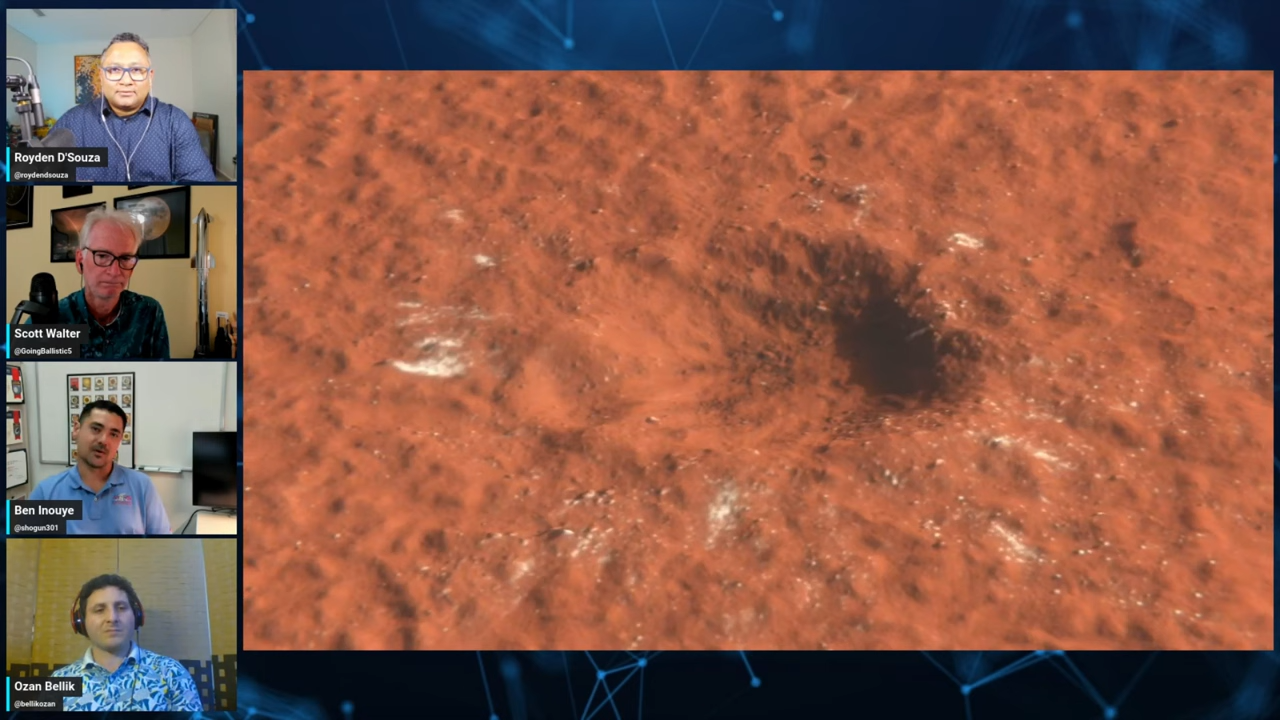 Royden D'Souza
@roydendsouza
Scott Walter
@GoingBallistic5
Ben Inouye
@shogun301
Ozan Bellik
@bellikozan